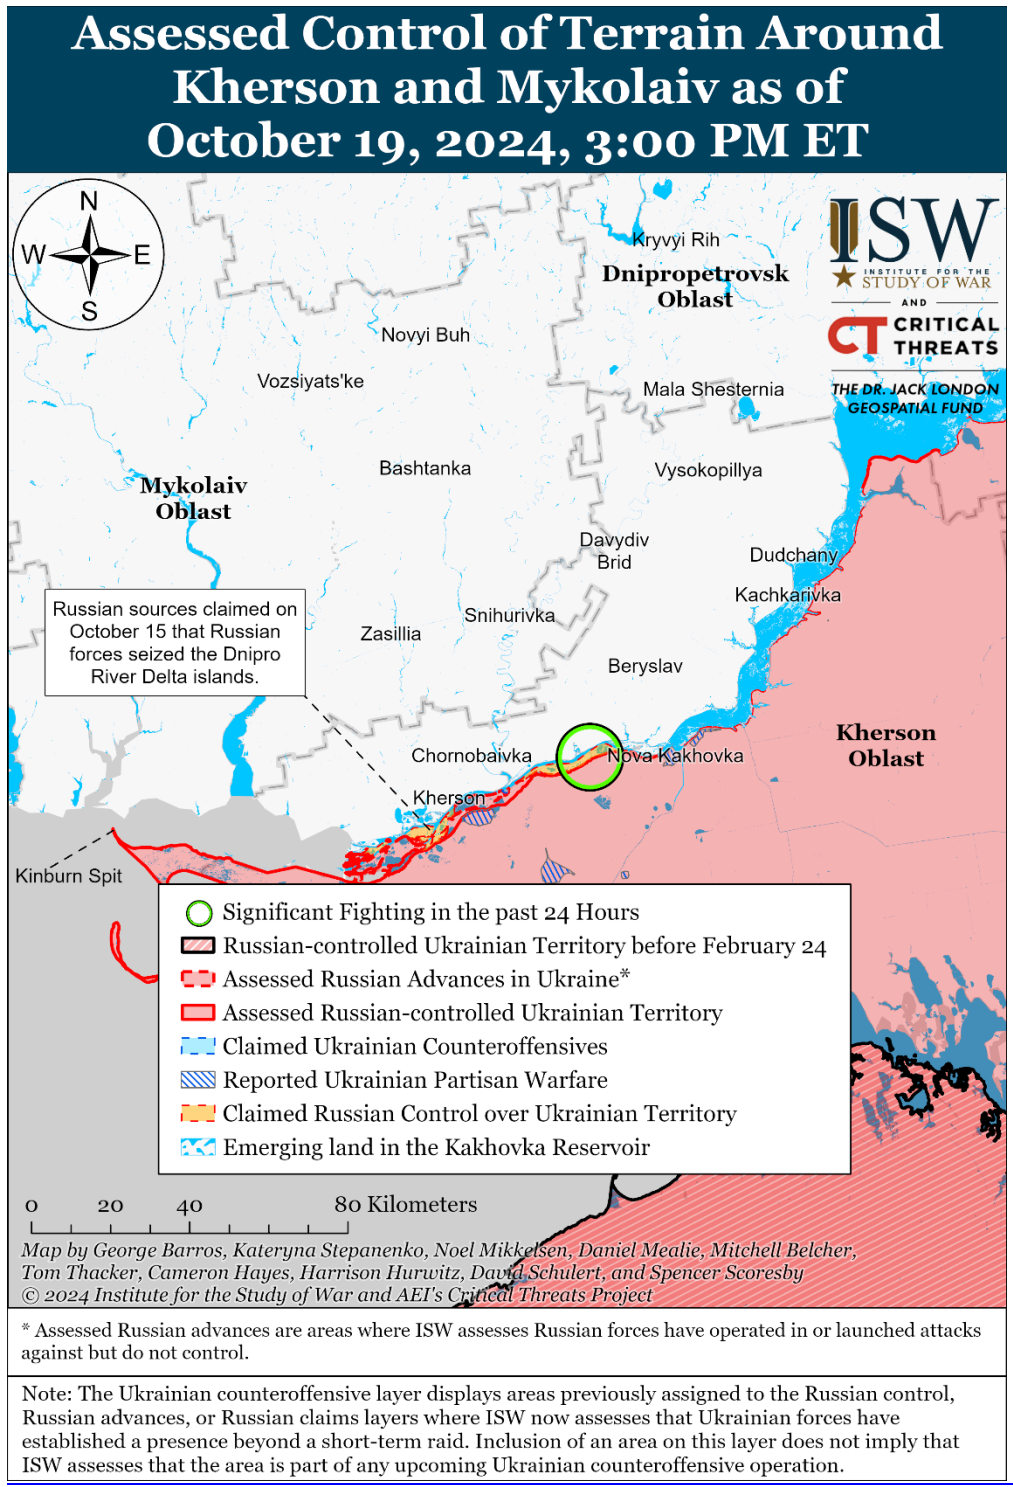 Assessed Control of Terrain Around
Kherson and Mykolaiv as of
October 19, 2024, 3:00 PM ET
N
W
E
S
ISW
INSTITUTE FOR THE
STUDY OF WAR
AND
CT CRITICAL
THREATS
THE DR. JACK LONDON
GEOSPATIAL FUND
Kryvyi Rih
Dnipropetrovsk
Oblast
Novyi Buh
Vozsiyats'ke
Mala Shesternia
Bashtanka
Vysokopillya
Mykolaiv
Oblast
Davydiv
Brid
Dudchany
Kachkarivka
Russian sources claimed on
October 15 that Russian
forces seized the Dnipro
River Delta islands.
Snihurivka
Zasillia
Beryslav
Kherson
Oblast
Chornobaivka
Nova Kakhovka
Kherson
Kinburn Spit
Significant Fighting in the past 24 Hours
Russian-controlled Ukrainian Territory before February 24
Assessed Russian Advances in Ukraine*
Assessed Russian-controlled Ukrainian Territory
Claimed Ukrainian Counteroffensives
Reported Ukrainian Partisan Warfare
Claimed Russian Control over Ukrainian Territory
Emerging land in the Kakhovka Reservoir
0 20 40 80 Kilometers
Map by George Barros, Kateryna Stepanenko, Noel Mikkelsen, Daniel Mealie, Mitchell Belcher,
Tom Thacker, Cameron Hayes, Harrison Hurwitz, David Schulert, and Spencer Scoresby
© 2024 Institute for the Study of War and AEI's Critical Threats Project
* Assessed Russian advances are areas where ISW assesses Russian forces have operated in or launched attacks
against but do not control.
Note: The Ukrainian counteroffensive layer displays areas previously assigned to the Russian control,
Russian advances, or Russian claims layers where ISW now assesses that Ukrainian forces have
established a presence beyond a short-term raid. Inclusion of an area on this layer does not imply that
ISW assesses that the area is part of any upcoming Ukrainian counteroffensive operation.